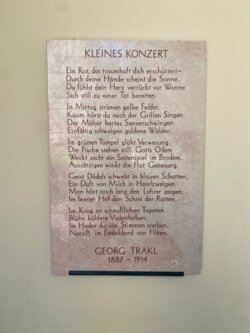 KLEINES KONZERT
Ein Rot, das traumhaft dich erschüttert–
Durch deine Hände scheint die Sonne.
Du fühlst dein Herz verrückt vor Wonne
Sich still zu einer Tat bereiten.
In Mittag strömen gelbe Felder.
Kaum hörst du noch der Grillen Singen,
Der Mäher hartes Sensenschwingen.
Einfältig schweigen goldene Wälder.
Im grünen Tümpel glüht Verwesung.
Die Fische stehen still. Gotts Odem
Weckt sacht ein Saitenspiel im Brodem.
Aussätzigen winkt die Flut Genesung.
Geist Dädals schwebt in blauen Schatten,
Ein Duft von Milch in Haselzweigen.
Man hört noch lang den Lehrer geigen,
Im leeren Hof den Schrei der Ratten.
Im Krug an scheußlichen Tapeten
Blühn kühlere Violenfarben.
Im Hader dunkle Stimmen starben,
Narziß im Endakkord von Flöten.
GEORG TRAKL
1887 – 1914